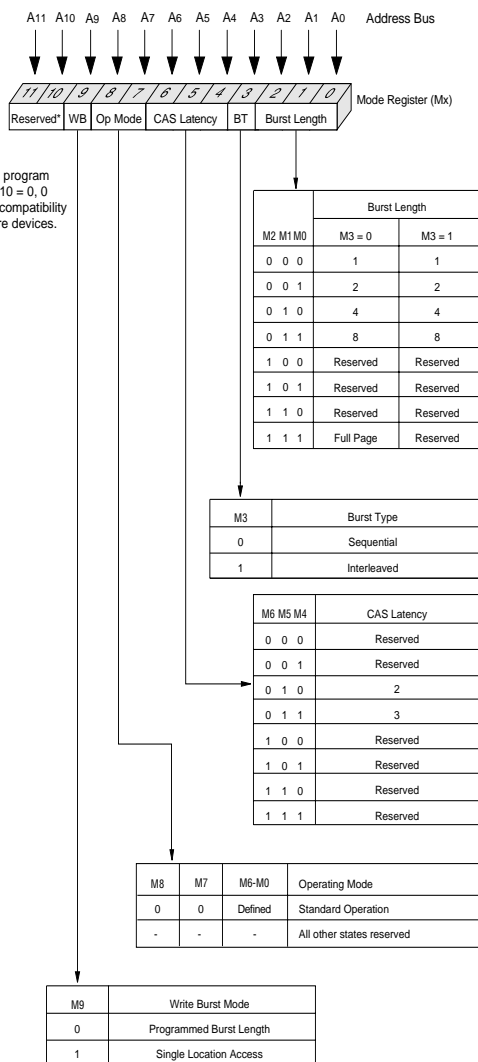 A11 A10 A9 A8 A7 A6 A5 A4 A3 A2 A1 A0 Address Bus
11 10 9 8 7 6 5 4 3 2 1 0 Mode Register (Mx)
Reserved* WB Op Mode CAS Latency BT Burst Length
program
10 = 0, 0
compatibility
e devices.
Burst Length
M2 M1 M0 M3 = 0 M3 = 1
0 0 0 1 1
0 0 1 2 2
0 1 0 4 4
0 1 1 8 8
1 0 0 Reserved Reserved
1 0 1 Reserved Reserved
1 1 0 Reserved Reserved
1 1 1 Full Page Reserved
M3 Burst Type
0 Sequential
1 Interleaved
M6 M5 M4 CAS Latency
0 0 0 Reserved
0 0 1 Reserved
0 1 0 2
0 1 1 3
1 0 0 Reserved
1 0 1 Reserved
1 1 0 Reserved
1 1 1 Reserved
M8 M7 M6-M0 Operating Mode
0 0 Defined Standard Operation
- - - All other states reserved
M9 Write Burst Mode
0 Programmed Burst Length
1 Single Location Access